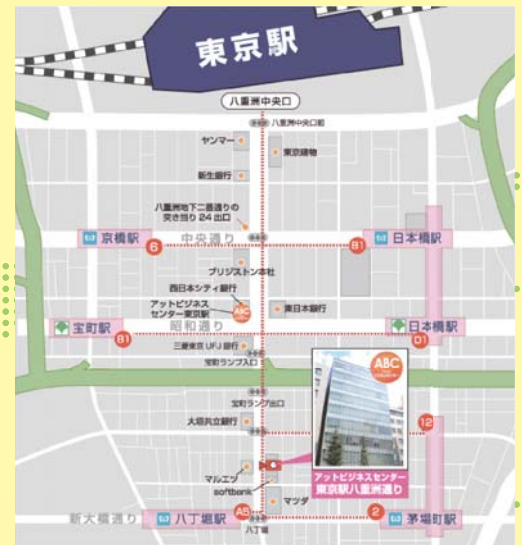 東京駅
八重洲中央口
八重洲中央口前
ヤンマー
東京建物
新生銀行
八重洲地下二番通りの
突き当り 24 出口
京橋駅
6
中央通り
B1
日本橋駅
ブリジストン本社
西日本シティ銀行
アットビジネス
センター東京駅
ABC
東日本銀行
宝町駅
B1
昭和通り
日本橋駅
D1
三菱東京 UFJ 銀行
宝町ランプ入口
ABC
宝町ランプ出口
大垣共立銀行
12
マルエツ
softbank
アットビジネスセンター
東京駅八重洲通り
マツダ
新大橋通り
八丁堀駅
A5
八丁堀
2
茅場町駅